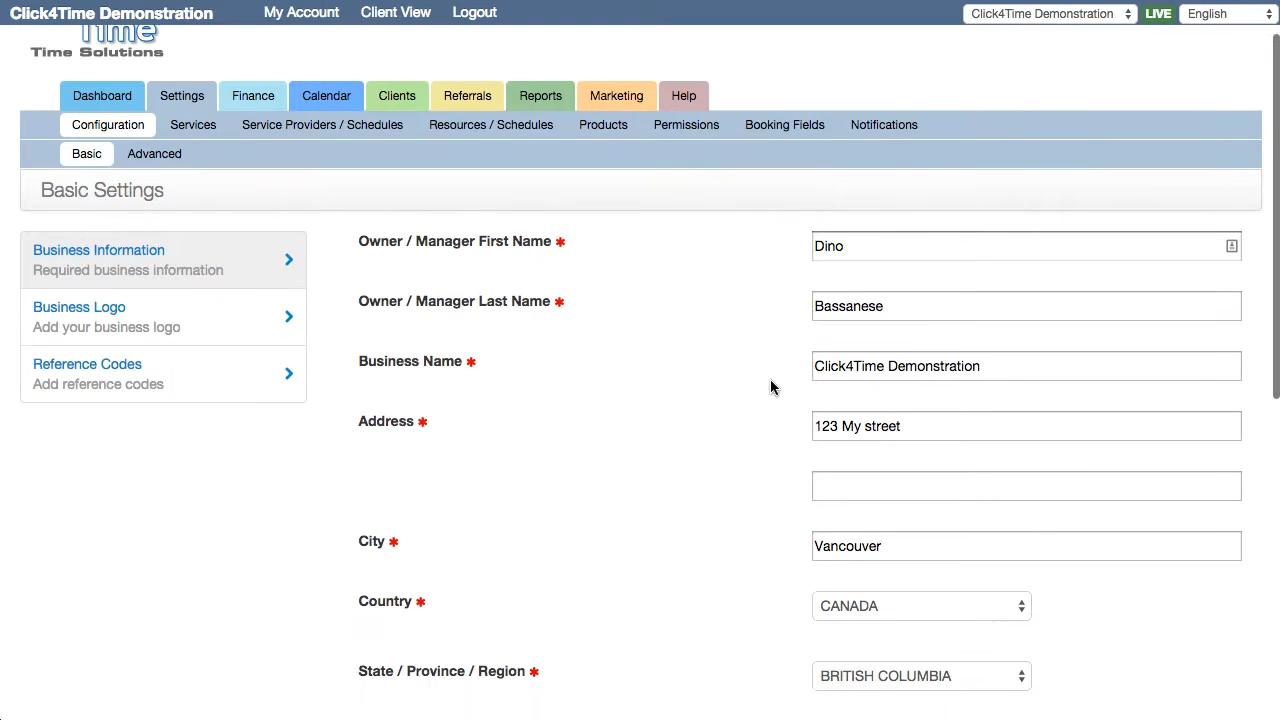 Click4Time Demonstration My Account Client View Logout Click4Time Demonstration LIVE English
Time
Time Solutions
Dashboard Settings Finance Calendar Clients Referrals Reports Marketing Help
Configuration Services Service Providers / Schedules Resources / Schedules Products Permissions Booking Fields Notifications
Basic Advanced
Basic Settings
Business Information
Required business information
Business Logo
Add your business logo
Reference Codes
Add reference codes
Owner / Manager First Name * Dino
Owner / Manager Last Name * Bassanese
Business Name * Click4Time Demonstration
Address * 123 My street
City * Vancouver
Country * CANADA
State / Province / Region * BRITISH COLUMBIA